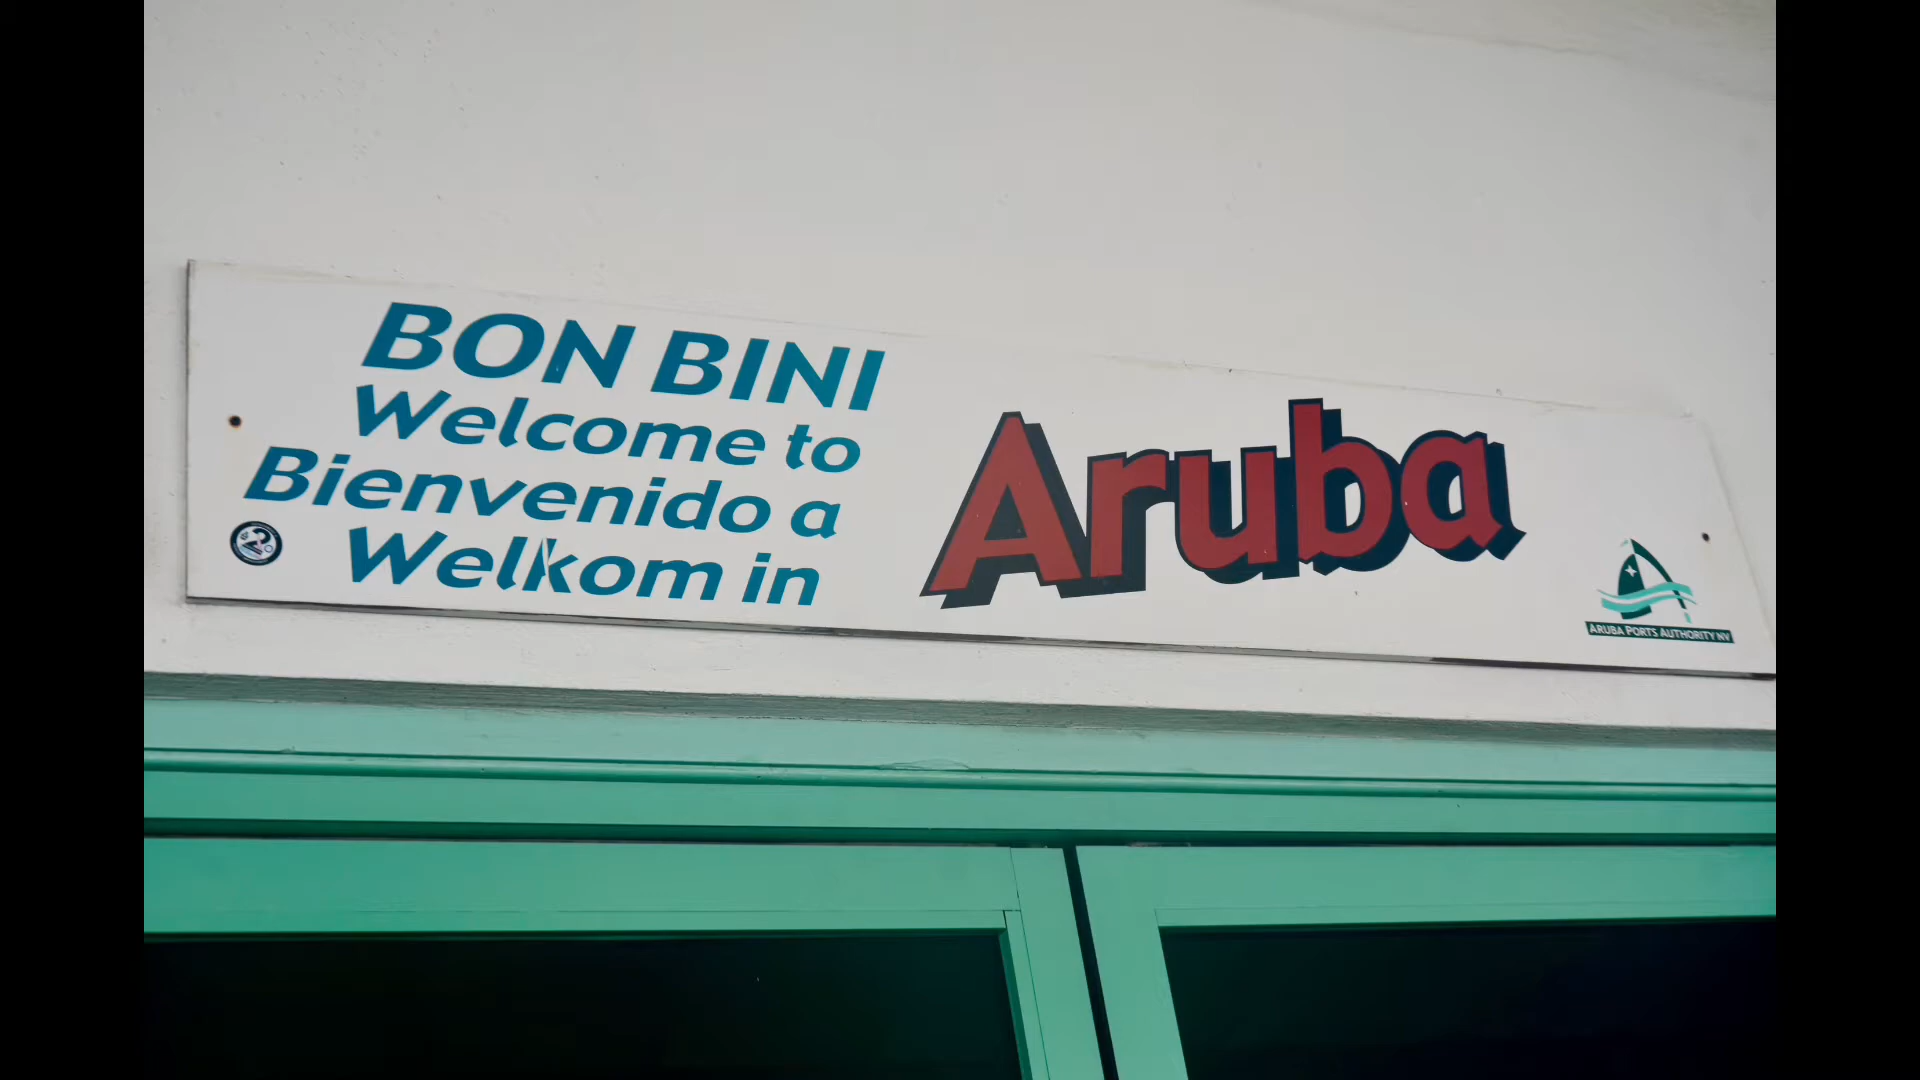 BON BINI
Welcome to
Bienvenido a
Welkom in
Aruba
ARUBA PORTS AUTHORITY NV